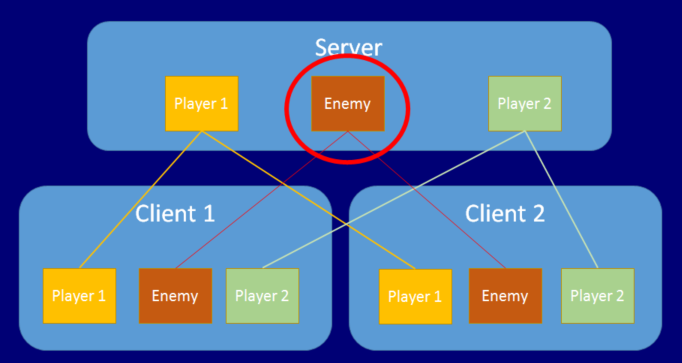 Server
Player 1
Enemy
Player 2
Client 1
Client 2
Player 1
Enemy
Player 2
Player 1
Enemy
Player 2